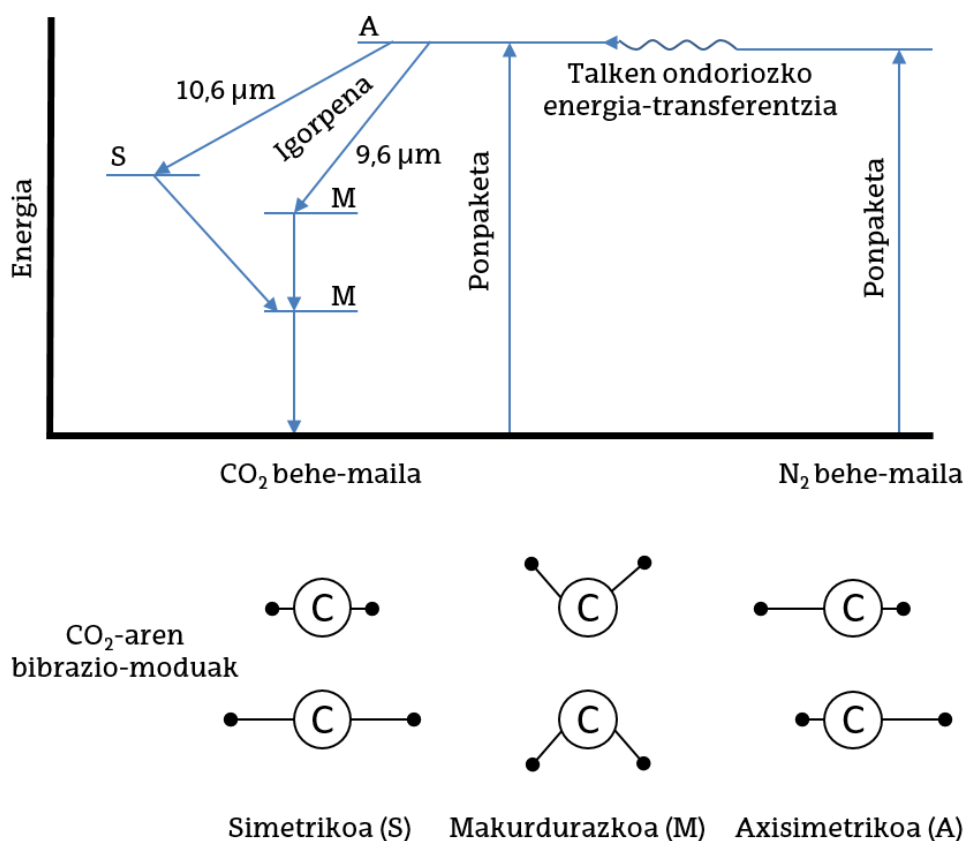 A
10,6 µm
Igorpena
9,6 µm
S
M
M
Energia
Ponpaketa
Talken ondoriozko
energia-transferentzia
Ponpaketa
CO₂ behe-maila
N₂ behe-maila
CO₂-aren
bibrazio-moduak
C
C
C
C
C
C
Simetrikoa (S)
Makurdurazkoa (M)
Axisimetrikoa (A)